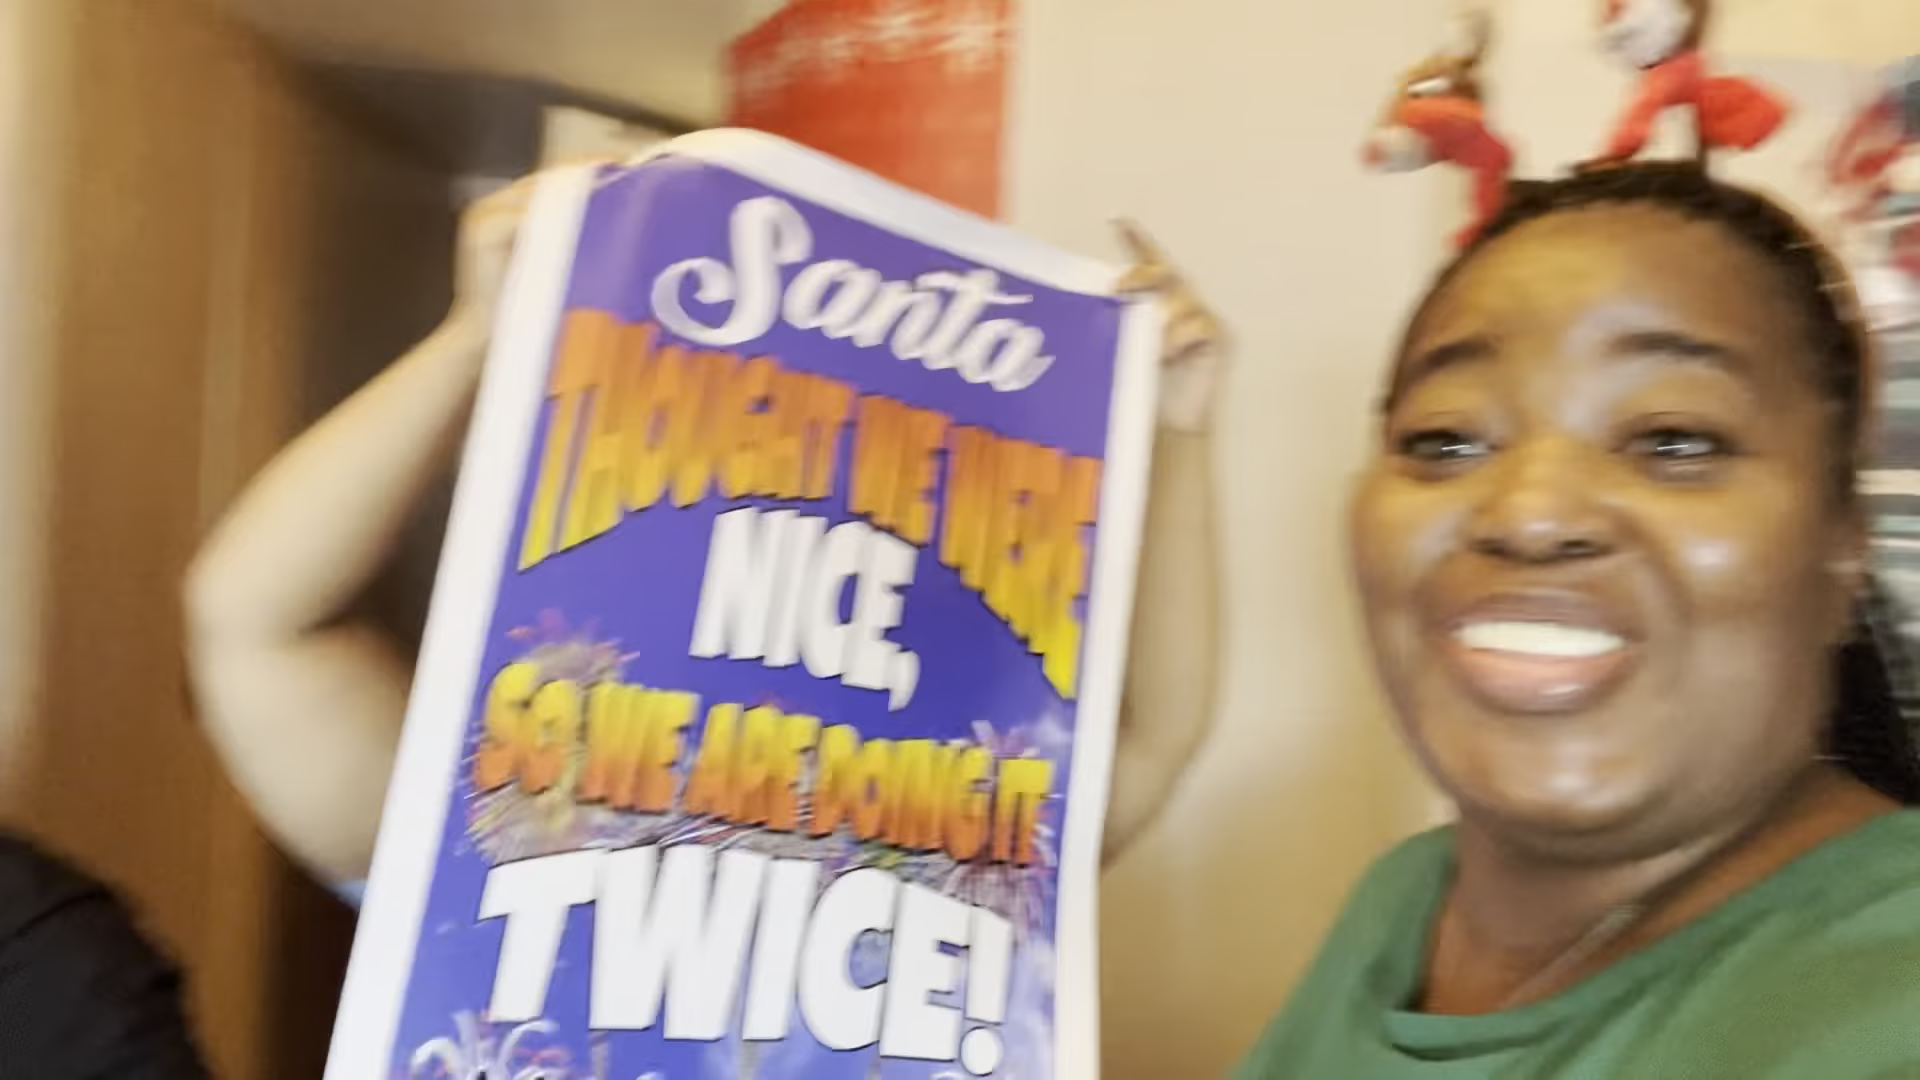 Santa
THOUGHT WE WERE
NICE,
SO WE ARE DOING IT
TWICE!